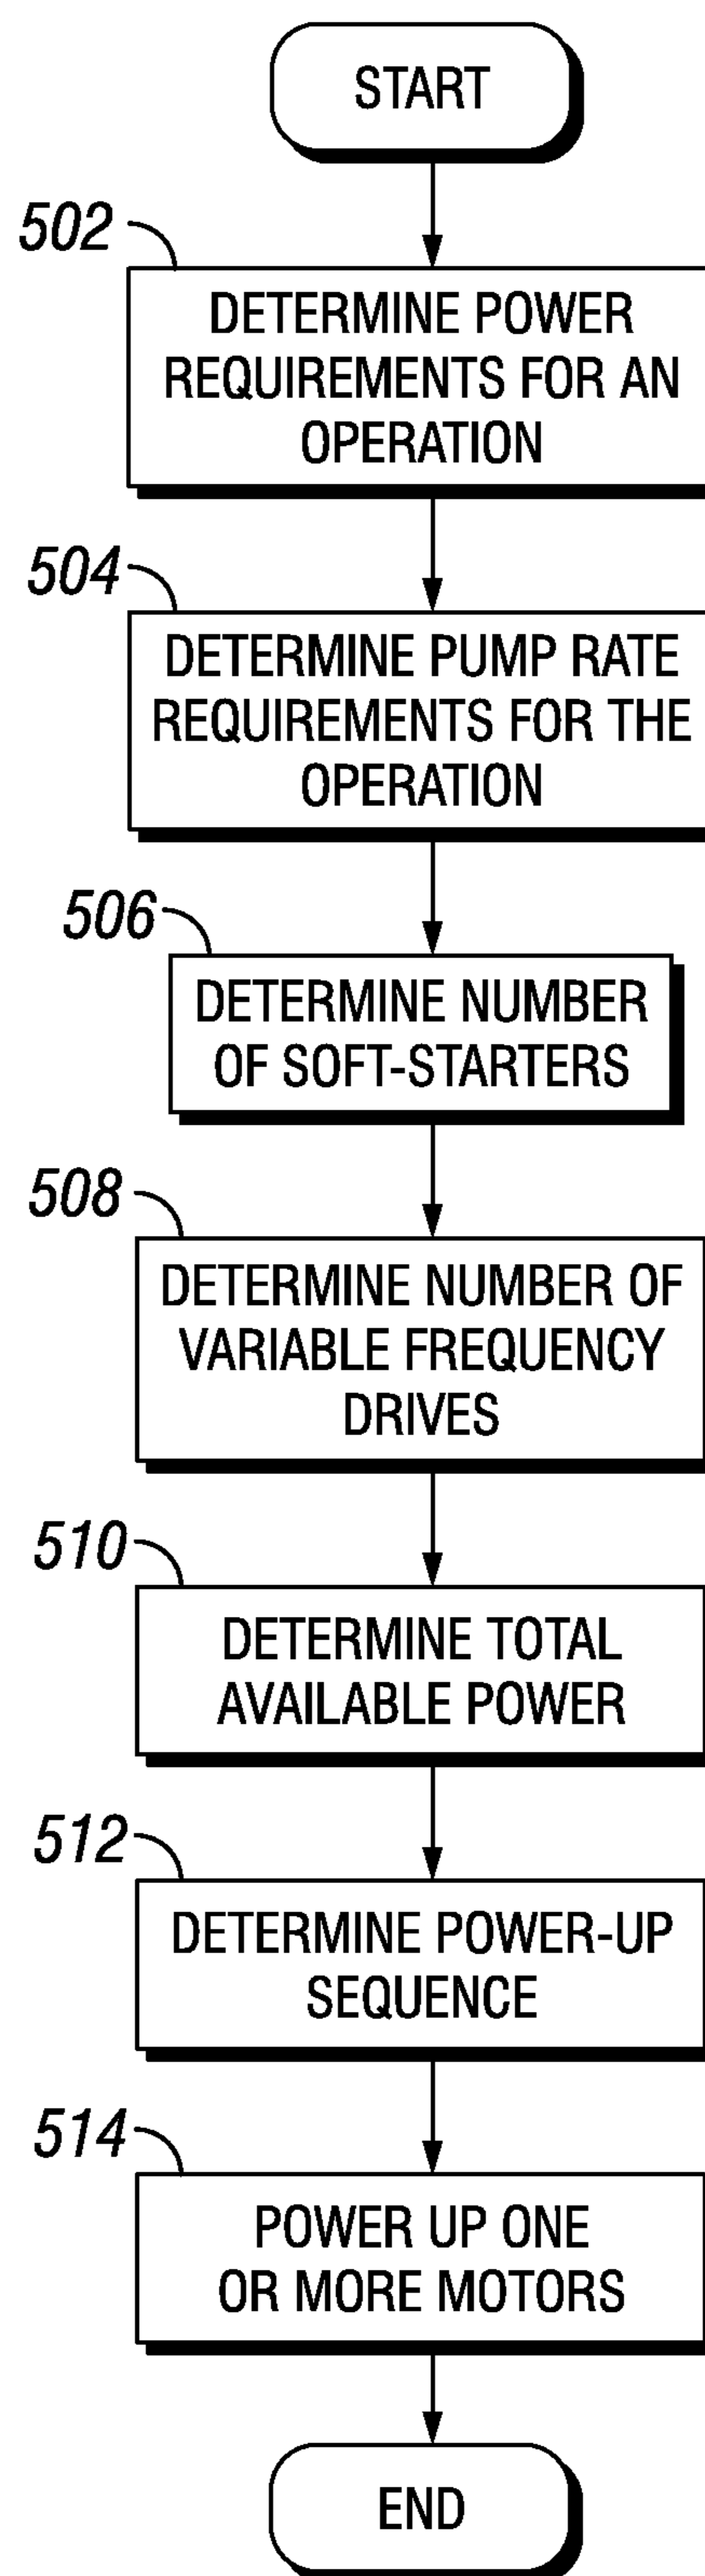 START
502
DETERMINE POWER
REQUIREMENTS FOR AN
OPERATION
504
DETERMINE PUMP RATE
REQUIREMENTS FOR THE
OPERATION
506
DETERMINE NUMBER
OF SOFT-STARTERS
508
DETERMINE NUMBER OF
VARIABLE FREQUENCY
DRIVES
510
DETERMINE TOTAL
AVAILABLE POWER
512
DETERMINE POWER-UP
SEQUENCE
514
POWER UP ONE
OR MORE MOTORS
END